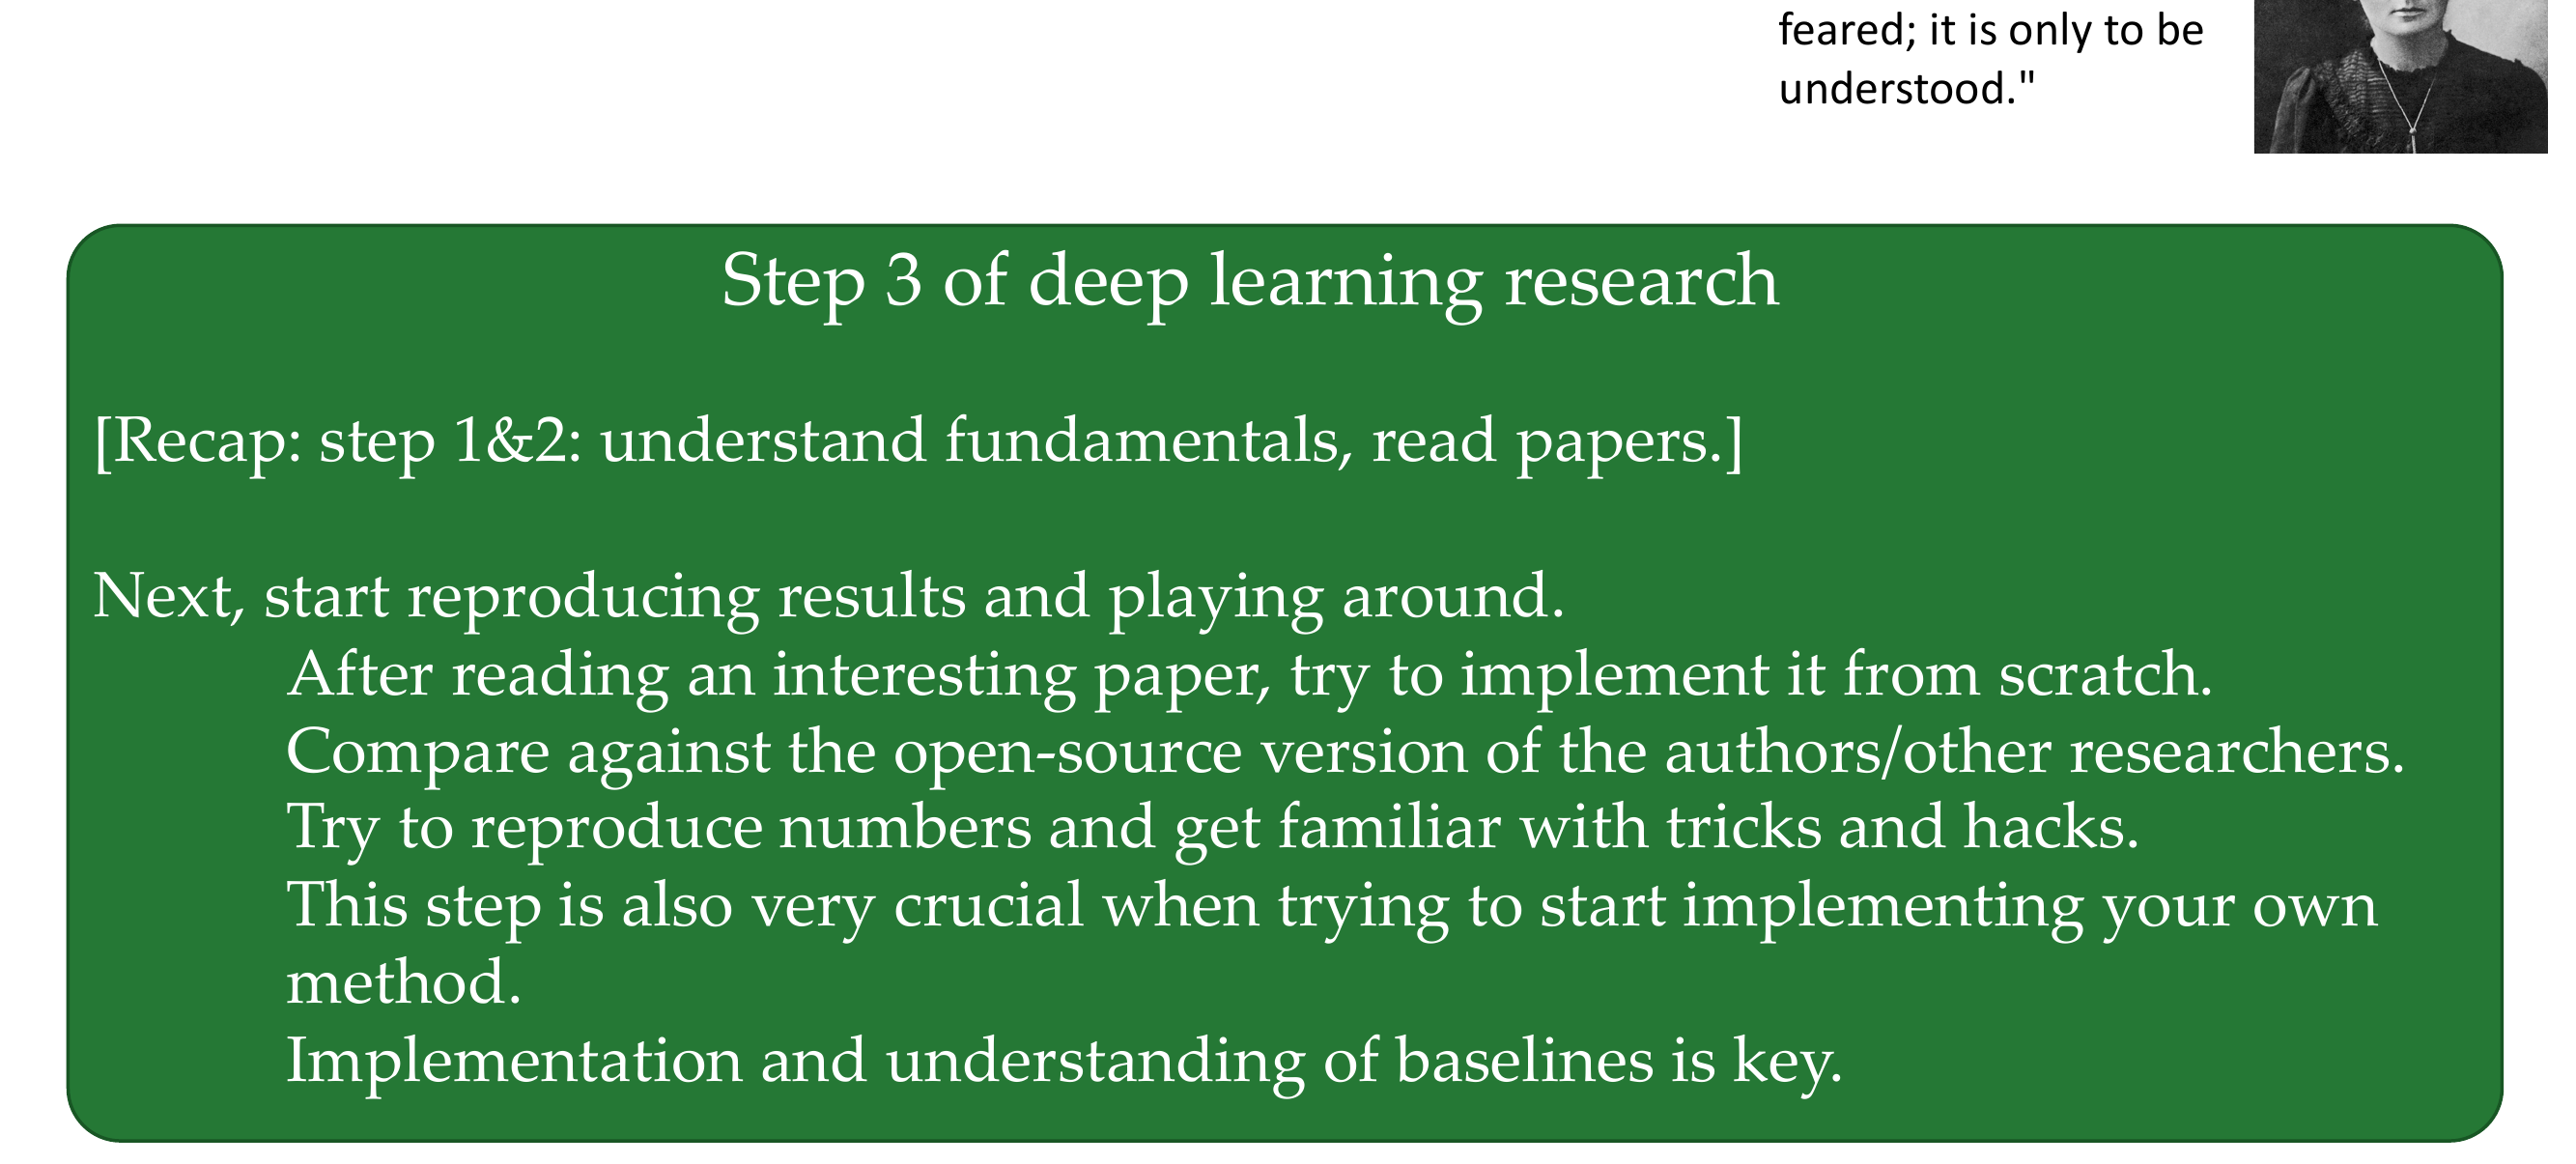 feared; it is only to be
understood."
Step 3 of deep learning research
[Recap: step 1&2: understand fundamentals, read papers.]
Next, start reproducing results and playing around.
After reading an interesting paper, try to implement it from scratch.
Compare against the open-source version of the authors/other researchers.
Try to reproduce numbers and get familiar with tricks and hacks.
This step is also very crucial when trying to start implementing your own
method.
Implementation and understanding of baselines is key.